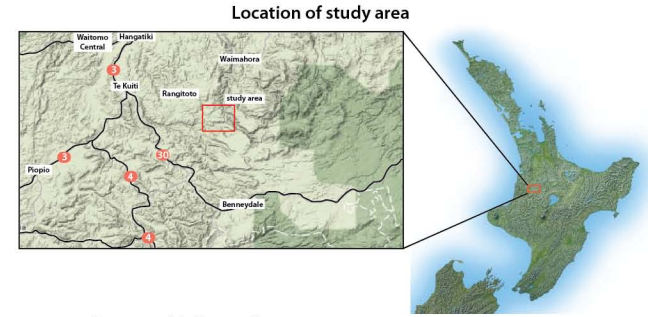 Location of study area
Waitomo Hangatiki
Central
Waimahora
3
Te Kuiti
Rangitoto
study area
3
30
Piopio
4
Benneydale
4